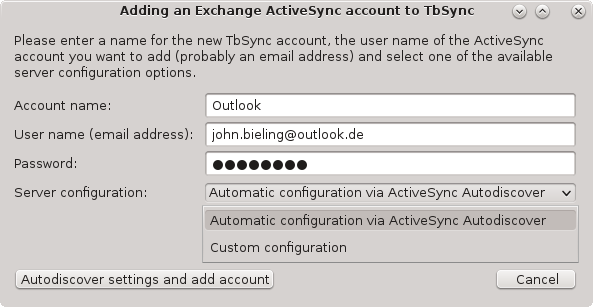 Adding an Exchange ActiveSync account to TbSync
Please enter a name for the new TbSync account, the user name of the ActiveSync
account you want to add (probably an email address) and select one of the available
server configuration options.
Account name: Outlook
User name (email address): john.bieling@outlook.de
Password: ●●●●●●●●
Server configuration: Automatic configuration via ActiveSync Autodiscover
Automatic configuration via ActiveSync Autodiscover
Custom configuration
Autodiscover settings and add account Cancel